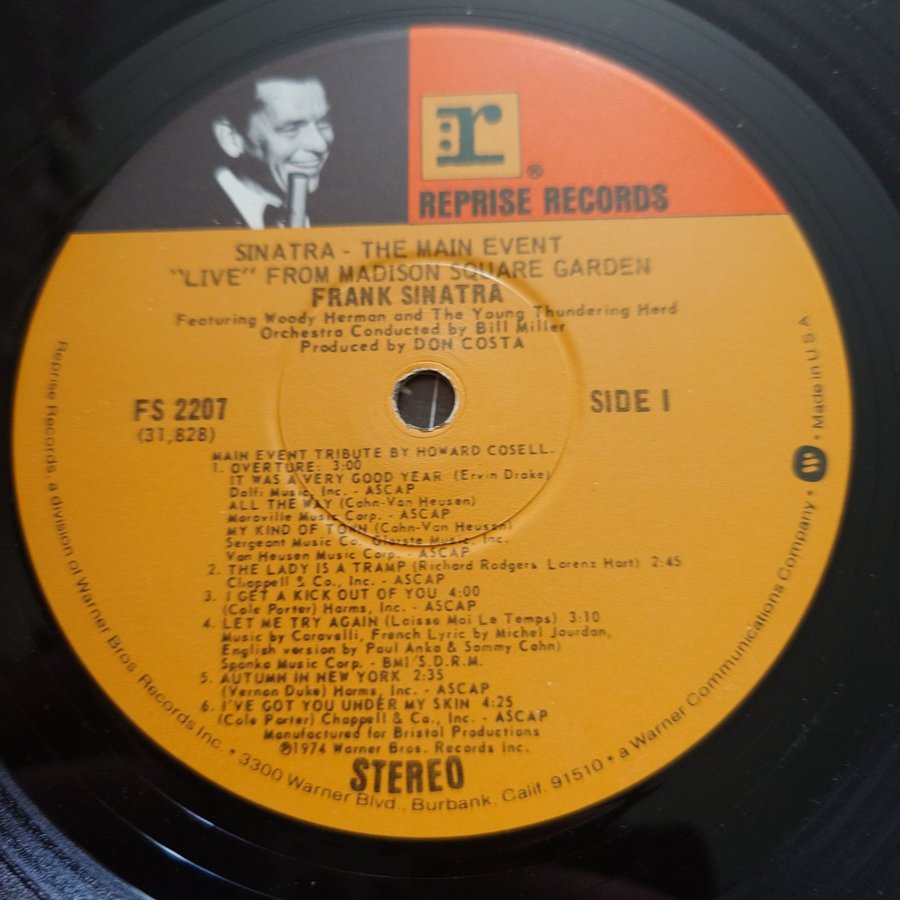 r
®
REPRISE RECORDS
SINATRA - THE MAIN EVENT
"LIVE" FROM MADISON SQUARE GARDEN
FRANK SINATRA
Featuring Woody Herman and The Young Thundering Herd
Orchestra Conducted by Bill Miller
Produced by DON COSTA
FS 2207
(31,828)
SIDE 1
MAIN EVENT TRIBUTE BY HOWARD COSELL.
1. OVERTURE: 3:00
IT WAS A VERY GOOD YEAR (Ervin Drake)
Dolfi Music, Inc. - ASCAP
ALL THE WAY (Cahn-Van Heusen)
Maraville Music Corp. - ASCAP
MY KIND OF TOWN (Cahn-Van Heusen)
Sergeant Music Co. Glorste Music, Inc.
Van Heusen Music Corp. - ASCAP
2. THE LADY IS A TRAMP (Richard Rodgers Lorenz Hart) 2:45
Chappell & Co., Inc. - ASCAP
3. I GET A KICK OUT OF YOU 4:00
(Cole Porter) Harms, Inc. - ASCAP
4. LET ME TRY AGAIN (Laisse Moi Le Temps) 3:10
Music by Caravelli, French Lyric by Michel Jourdan,
English version by Paul Anka & Sammy Cahn)
Spanka Music Corp. - BMI/S.D.R.M.
5. AUTUMN IN NEW YORK 2:35
(Vernon Duke) Harms, Inc. - ASCAP
6. I'VE GOT YOU UNDER MY SKIN 4:25
(Cole Porter) Chappell & Co., Inc. - ASCAP
Manufactured for Bristol Productions
℗1974 Warner Bros. Records Inc.
STEREO
Reprise Records, a division of Warner Bros. Records Inc. • 3300 Warner Blvd., Burbank, Calif. 91510 • a Warner Communications Company • W • Made in U.S.A.